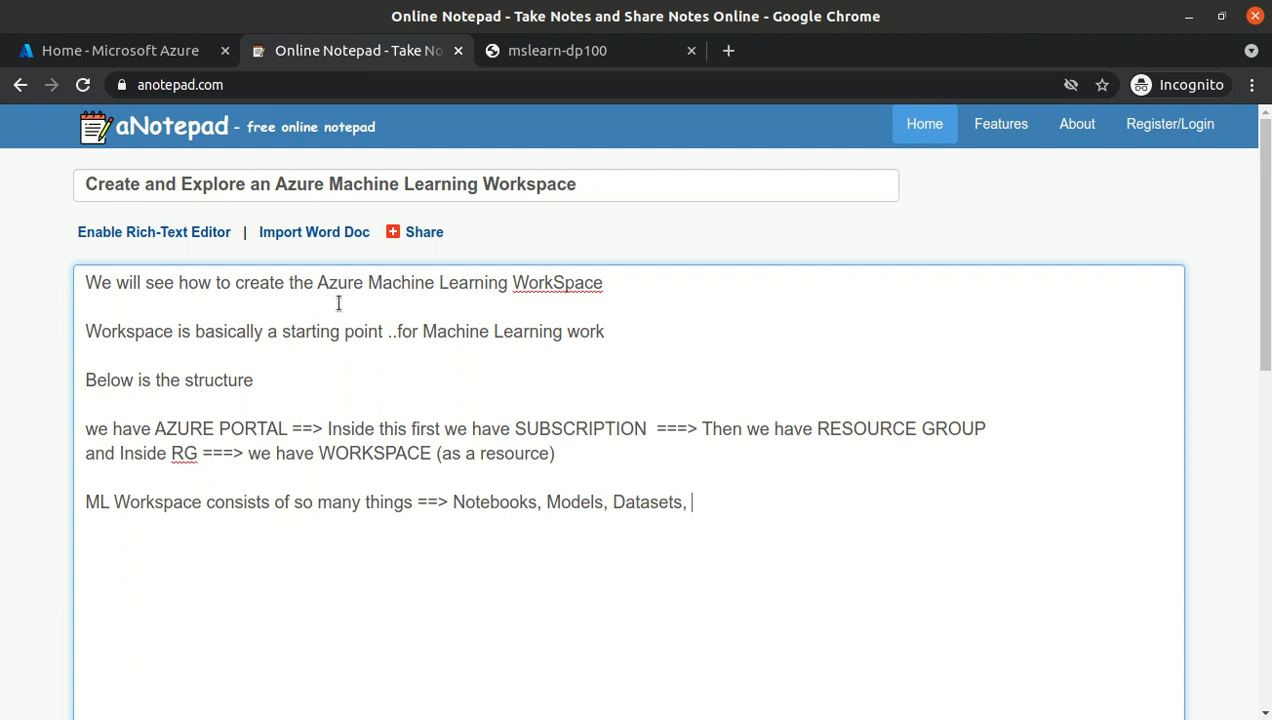 Online Notepad - Take Notes and Share Notes Online - Google Chrome
Home - Microsoft Azure
Online Notepad - Take No
mslearn-dp100
anotepad.com
Incognito
aNotepad - free online notepad
Home
Features
About
Register/Login
Create and Explore an Azure Machine Learning Workspace
Enable Rich-Text Editor | Import Word Doc Share
We will see how to create the Azure Machine Learning WorkSpace
Workspace is basically a starting point ..for Machine Learning work
Below is the structure
we have AZURE PORTAL ==> Inside this first we have SUBSCRIPTION ===> Then we have RESOURCE GROUP
and Inside RG ===> we have WORKSPACE (as a resource)
ML Workspace consists of so many things ==> Notebooks, Models, Datasets,